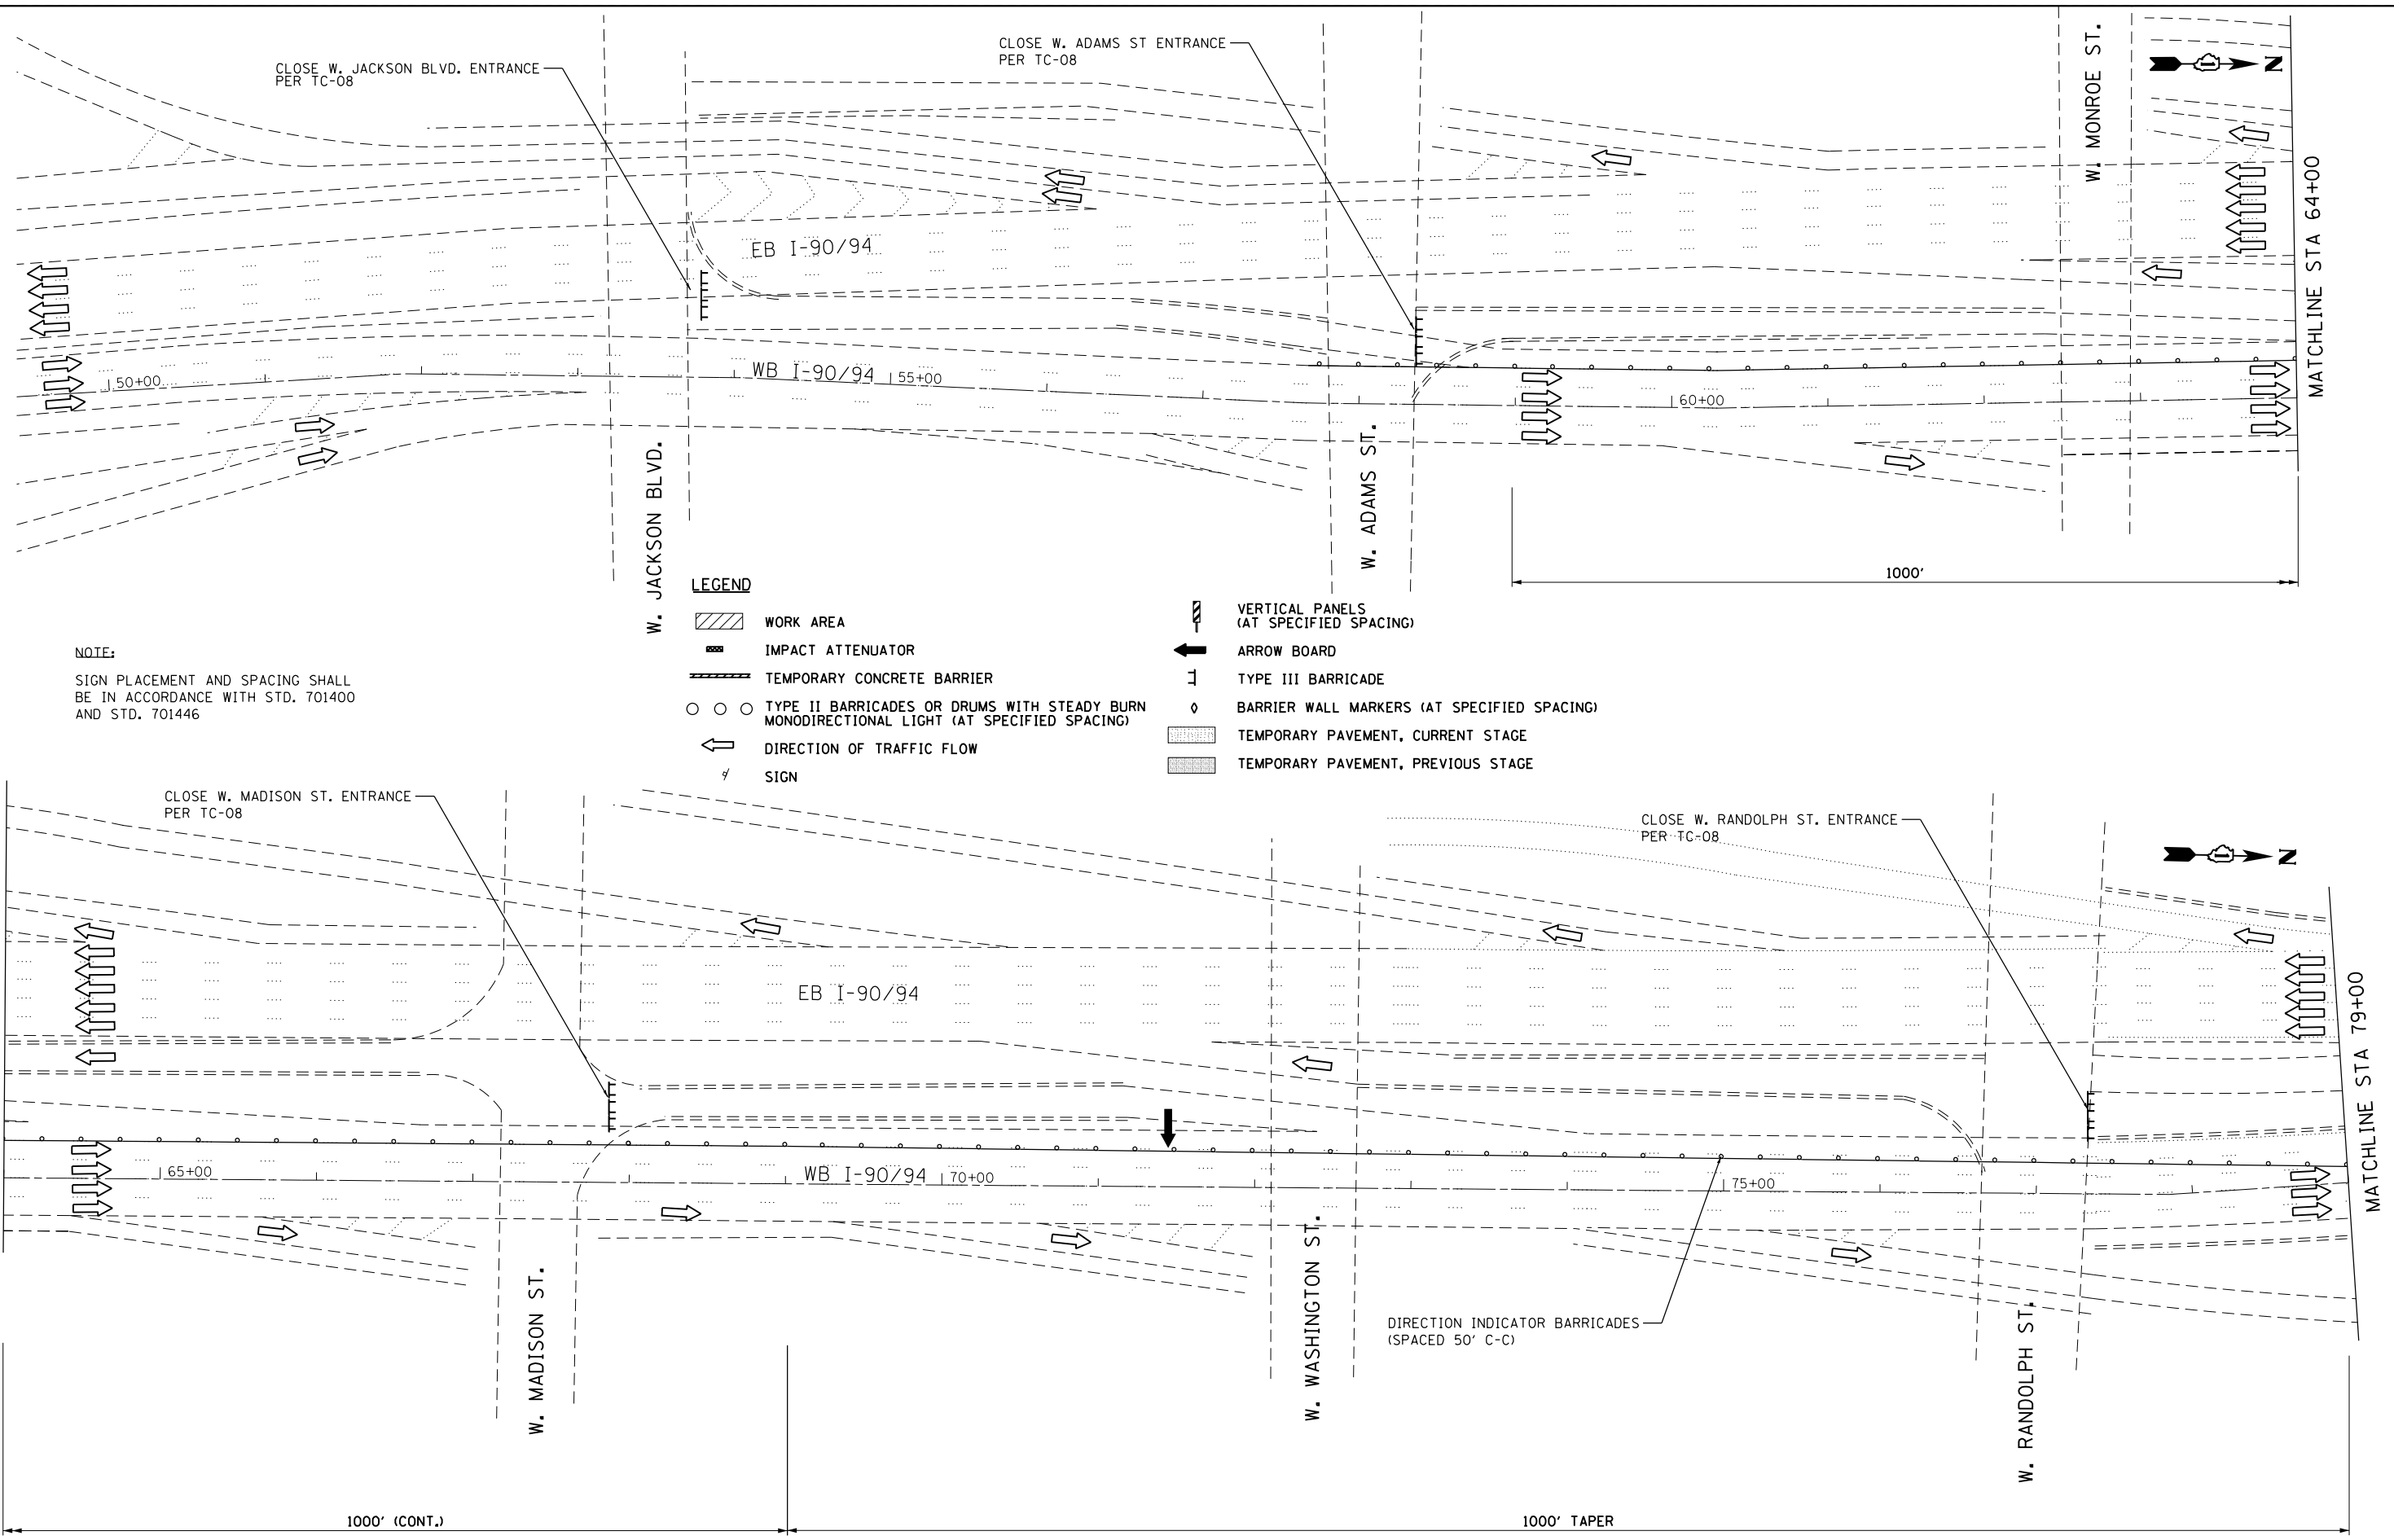 CLOSE W. JACKSON BLVD. ENTRANCE
PER TC-08
CLOSE W. ADAMS ST ENTRANCE
PER TC-08
W. MONROE ST.
N
MATCHLINE STA 64+00
EB I-90/94
WB I-90/94
50+00
55+00
60+00
W. JACKSON BLVD.
W. ADAMS ST.
1000'
NOTE:
SIGN PLACEMENT AND SPACING SHALL
BE IN ACCORDANCE WITH STD. 701400
AND STD. 701446
LEGEND
WORK AREA
IMPACT ATTENUATOR
TEMPORARY CONCRETE BARRIER
TYPE II BARRICADES OR DRUMS WITH STEADY BURN
MONODIRECTIONAL LIGHT (AT SPECIFIED SPACING)
DIRECTION OF TRAFFIC FLOW
SIGN
VERTICAL PANELS
(AT SPECIFIED SPACING)
ARROW BOARD
TYPE III BARRICADE
BARRIER WALL MARKERS (AT SPECIFIED SPACING)
TEMPORARY PAVEMENT, CURRENT STAGE
TEMPORARY PAVEMENT, PREVIOUS STAGE
CLOSE W. MADISON ST. ENTRANCE
PER TC-08
CLOSE W. RANDOLPH ST. ENTRANCE
PER TC-08
N
MATCHLINE STA 79+00
EB I-90/94
WB I-90/94
65+00
70+00
75+00
W. MADISON ST.
W. WASHINGTON ST.
W. RANDOLPH ST.
DIRECTION INDICATOR BARRICADES
(SPACED 50' C-C)
1000' (CONT.)
1000' TAPER